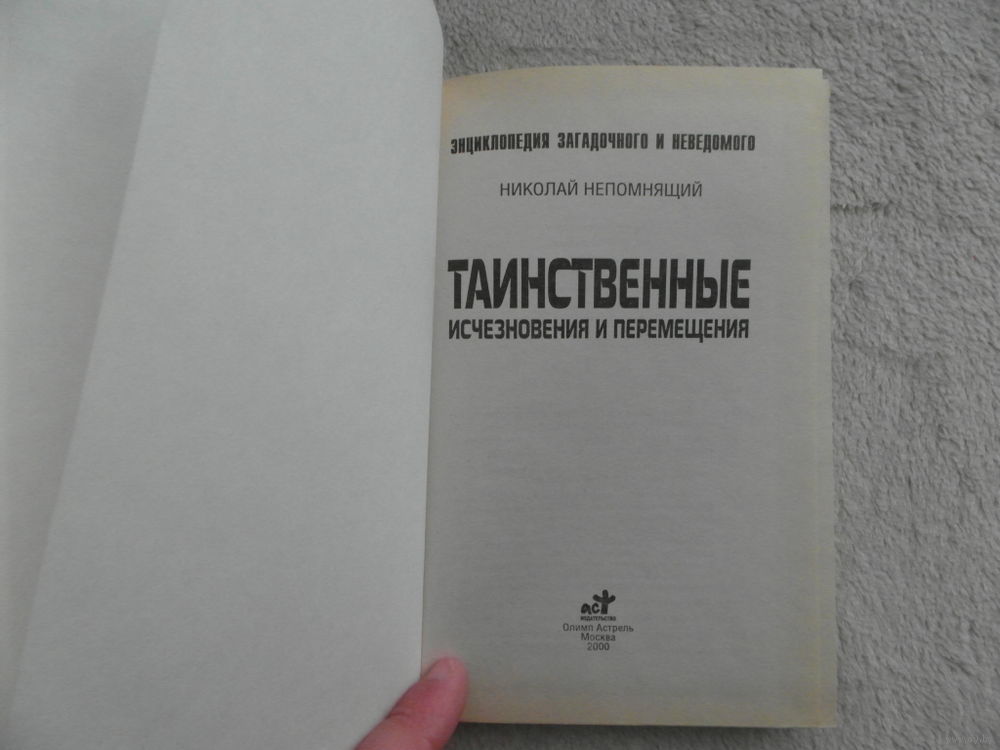 ЭНЦИКЛОПЕДИЯ ЗАГАДОЧНОГО И НЕВЕДОМОГО
НИКОЛАЙ НЕПОМНЯЩИЙ
ТАИНСТВЕННЫЕ
ИСЧЕЗНОВЕНИЯ И ПЕРЕМЕЩЕНИЯ
аст
ИЗДАТЕЛЬСТВО
Олимп Астрель
Москва
2000